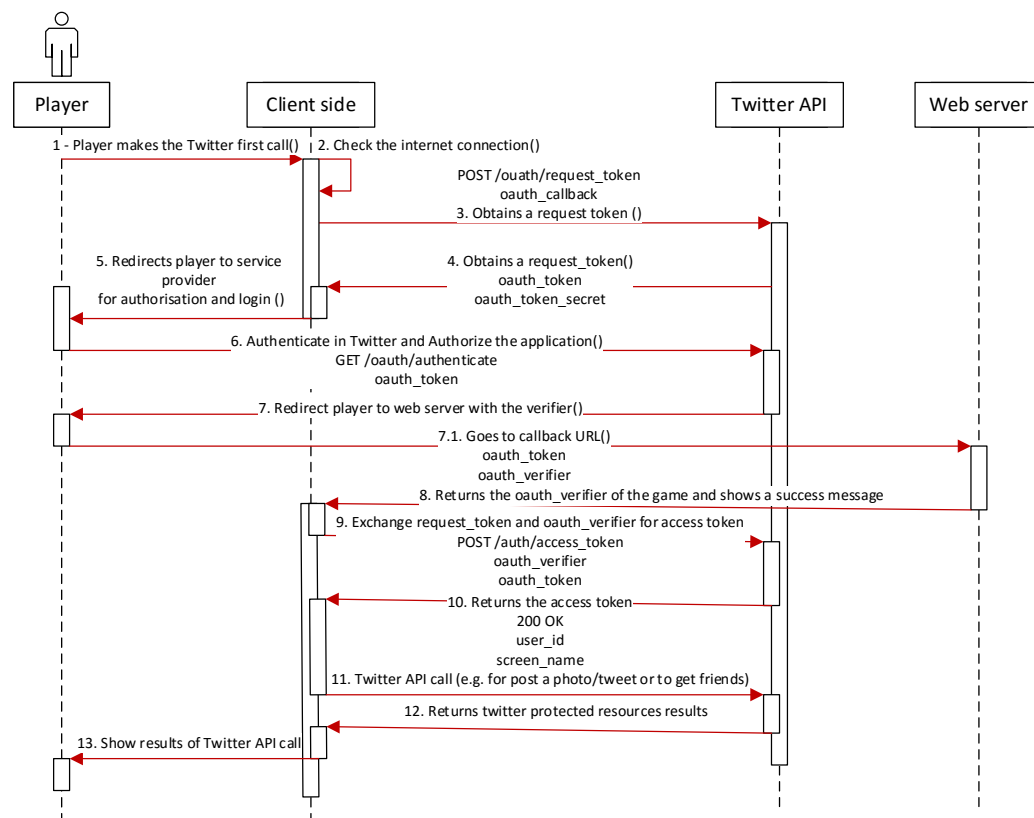 Player
Client side
Twitter API
Web server
1 - Player makes the Twitter first call()
2. Check the internet connection()
POST /ouath/request_token
oauth_callback
3. Obtains a request token ()
5. Redirects player to service
provider
for authorisation and login ()
4. Obtains a request_token()
oauth_token
oauth_token_secret
6. Authenticate in Twitter and Authorize the application()
GET /oauth/authenticate
oauth_token
7. Redirect player to web server with the verifier()
7.1. Goes to callback URL()
oauth_token
oauth_verifier
8. Returns the oauth_verifier of the game and shows a success message
9. Exchange request_token and oauth_verifier for access token
POST /auth/access_token
oauth_verifier
oauth_token
10. Returns the access token
200 OK
user_id
screen_name
11. Twitter API call (e.g. for post a photo/tweet or to get friends)
12. Returns twitter protected resources results
13. Show results of Twitter API call